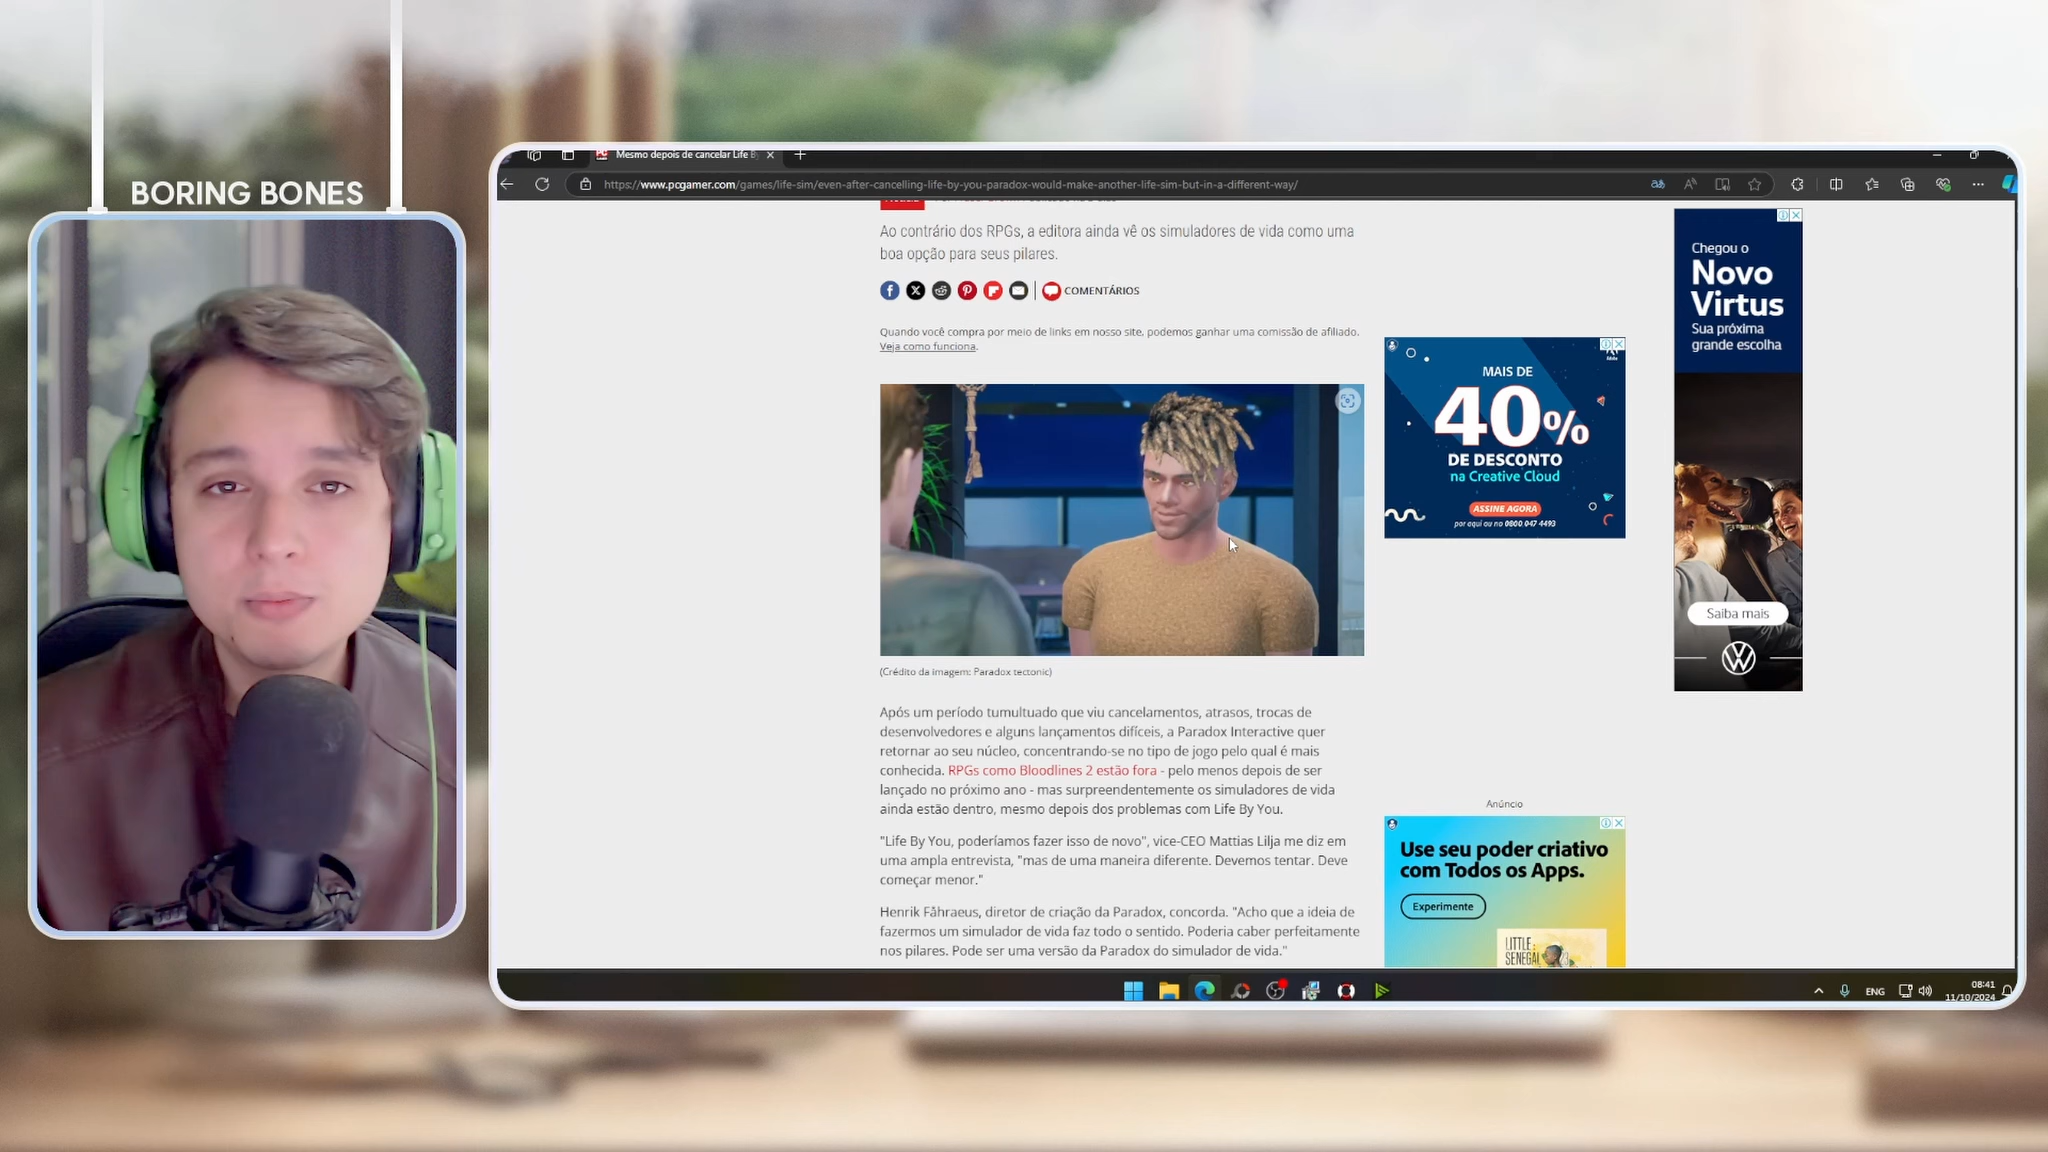 BORING BONES
Mesmo depois de cancelar Life B
https://www.pcgamer.com/games/life-sim/even-after-cancelling-life-by-you-paradox-would-make-another-life-sim-but-in-a-different-way/
Ao contrário dos RPGs, a editora ainda vê os simuladores de vida como uma
boa opção para seus pilares.
COMENTÁRIOS
Quando você compra por meio de links em nosso site, podemos ganhar uma comissão de afiliado.
Veja como funciona.
(Crédito da imagem: Paradox tectonic)
Após um período tumultuado que viu cancelamentos, atrasos, trocas de
desenvolvedores e alguns lançamentos difíceis, a Paradox Interactive quer
retornar ao seu núcleo, concentrando-se no tipo de jogo pelo qual é mais
conhecida. RPGs como Bloodlines 2 estão fora - pelo menos depois de ser
lançado no próximo ano - mas surpreendentemente os simuladores de vida
ainda estão dentro, mesmo depois dos problemas com Life By You.
"Life By You, poderíamos fazer isso de novo", vice-CEO Mattias Lilja me diz em
uma ampla entrevista, "mas de uma maneira diferente. Devemos tentar. Deve
começar menor."
Henrik Fåhraeus, diretor de criação da Paradox, concorda. "Acho que a ideia de
fazermos um simulador de vida faz todo o sentido. Poderia caber perfeitamente
nos pilares. Pode ser uma versão da Paradox do simulador de vida."
MAIS DE
40%
DE DESCONTO
na Creative Cloud
ASSINE AGORA
por aqui ou no 0800 047 4493
Anúncio
Use seu poder criativo
com Todos os Apps.
Experimente
LITTLE
SENEGAL
Chegou o
Novo
Virtus
Sua próxima
grande escolha
Saiba mais
ENG
08:41
11/10/2024